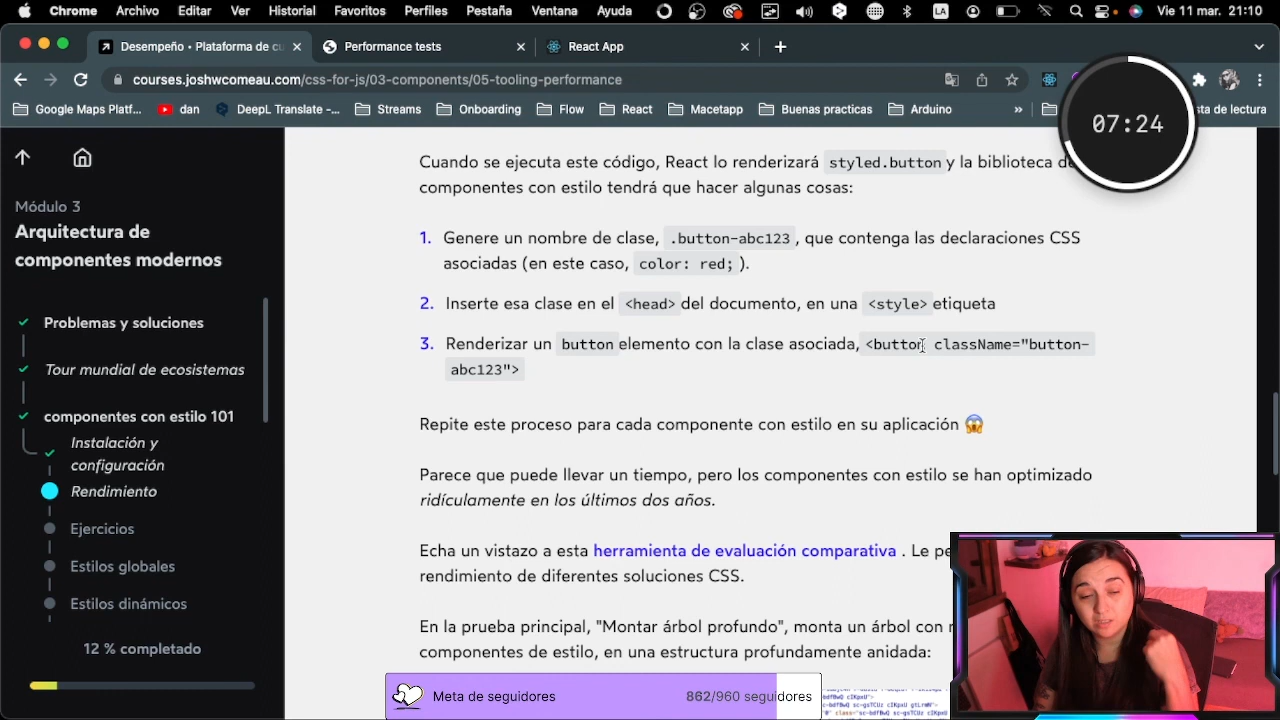 Chrome Archivo Editar Ver Historial Favoritos Perfiles Pestaña Ventana Ayuda LA Vie 11 mar. 21:10
Desempeño • Plataforma de cu
Performance tests
React App
courses.joshwcomeau.com/css-for-js/03-components/05-tooling-performance
Google Maps Platf... dan DeepL Translate –... Streams Onboarding Flow React Macetapp Buenas practicas Arduino » sta de lectura
07:24
Módulo 3
Arquitectura de
componentes modernos
Problemas y soluciones
Tour mundial de ecosistemas
componentes con estilo 101
Instalación y
configuración
Rendimiento
Ejercicios
Estilos globales
Estilos dinámicos
12 % completado
Cuando se ejecuta este código, React lo renderizará styled.button y la biblioteca de
componentes con estilo tendrá que hacer algunas cosas:
1. Genere un nombre de clase, .button-abc123 , que contenga las declaraciones CSS
asociadas (en este caso, color: red; ).
2. Inserte esa clase en el <head> del documento, en una <style> etiqueta
3. Renderizar un button elemento con la clase asociada, <button className="button-
abc123">
Repite este proceso para cada componente con estilo en su aplicación 😱
Parece que puede llevar un tiempo, pero los componentes con estilo se han optimizado
ridículamente en los últimos dos años.
Echa un vistazo a esta herramienta de evaluación comparativa . Le pe
rendimiento de diferentes soluciones CSS.
En la prueba principal, "Montar árbol profundo", monta un árbol con
componentes de estilo, en una estructura profundamente anidada:
Meta de seguidores 862/960 seguidores